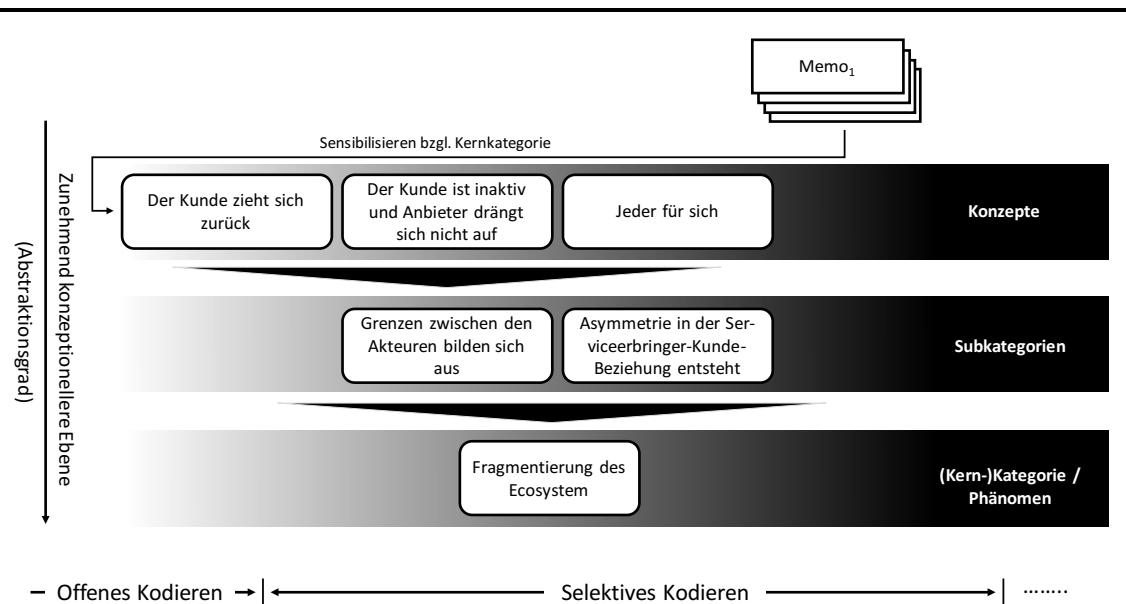 Memo1
Sensibilisieren bzgl. Kernkategorie
Zunehmend konzeptionellere Ebene
(Abstraktionsgrad)
Der Kunde zieht sich
zurück
Der Kunde ist inaktiv
und Anbieter drängt
sich nicht auf
Jeder für sich
Konzepte
Grenzen zwischen den
Akteuren bilden sich
aus
Asymmetrie in der Ser-
viceerbringer-Kunde-
Beziehung entsteht
Subkategorien
Fragmentierung des
Ecosystem
(Kern-)Kategorie /
Phänomen
Offenes Kodieren
Selektives Kodieren
........